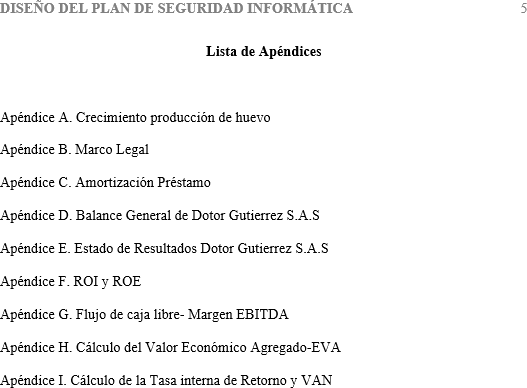 DISEÑO DEL PLAN DE SEGURIDAD INFORMÁTICA 5
Lista de Apéndices
Apéndice A. Crecimiento producción de huevo
Apéndice B. Marco Legal
Apéndice C. Amortización Préstamo
Apéndice D. Balance General de Dotor Gutierrez S.A.S
Apéndice E. Estado de Resultados Dotor Gutierrez S.A.S
Apéndice F. ROI y ROE
Apéndice G. Flujo de caja libre- Margen EBITDA
Apéndice H. Cálculo del Valor Económico Agregado-EVA
Apéndice I. Cálculo de la Tasa interna de Retorno y VAN